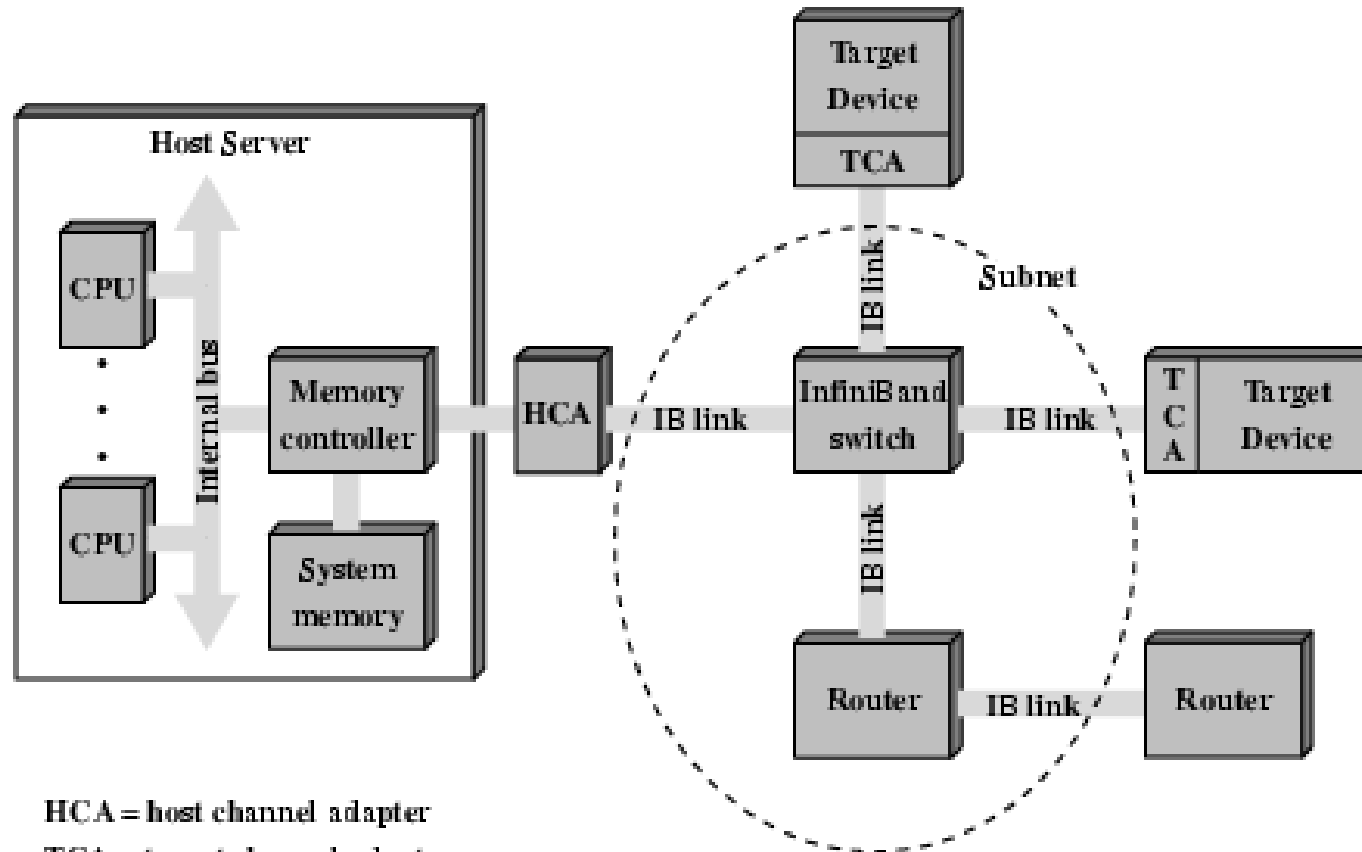 Target
Device
TCA
Host Server
CPU
Internal bus
Memory
controller
CPU
System
memory
HCA
IB link
IB link
Subnet
InfiniBand
switch
IB link
T
C
A
Target
Device
IB link
Router
IB link
Router
HCA = host channel adapter